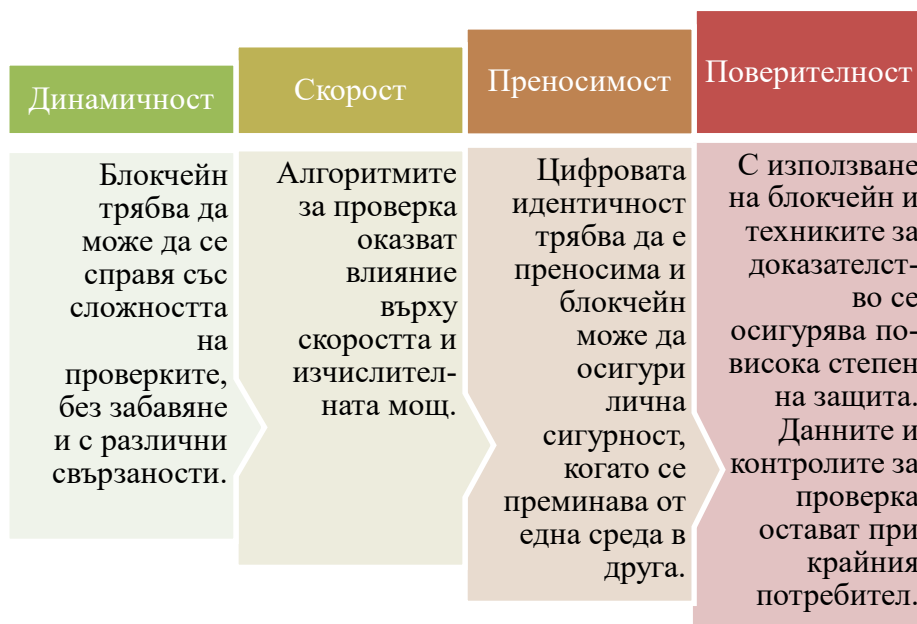 Динамичност
Блокчейн
трябва да
може да се
справя със
сложността
на
проверките,
без забавяне
и с различни
свързаности.
Скорост
Алгоритмите
за проверка
оказват
влияние
върху
скоростта и
изчислител-
ната мощ.
Преносимост
Цифровата
идентичност
трябва да е
преносима и
блокчейн
може да
осигури
лична
сигурност,
когато се
преминава от
една среда в
друга.
Поверителност
С използване
на блокчейн и
техниките за
доказателст-
во се
осигурява по-
висока степен
на защита.
Данните и
контролите за
проверка
остават при
крайния
потребител.